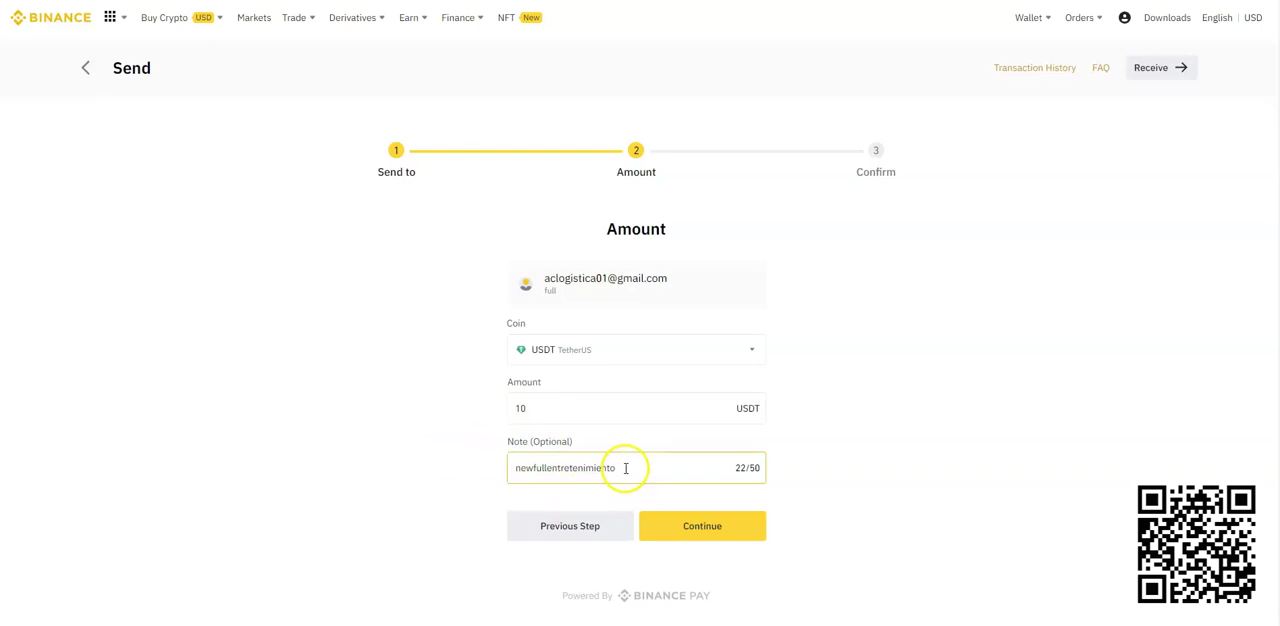 BINANCE Buy Crypto USD Markets Trade Derivatives Earn Finance NFT New Wallet Orders Downloads English | USD
Send Transaction History FAQ Receive →
1 2 3
Send to Amount Confirm
Amount
aclogistica01@gmail.com
full
Coin
USDT TetherUS
Amount
10 USDT
Note (Optional)
newfullentretenimiento 22/50
Previous Step Continue
Powered By BINANCE PAY